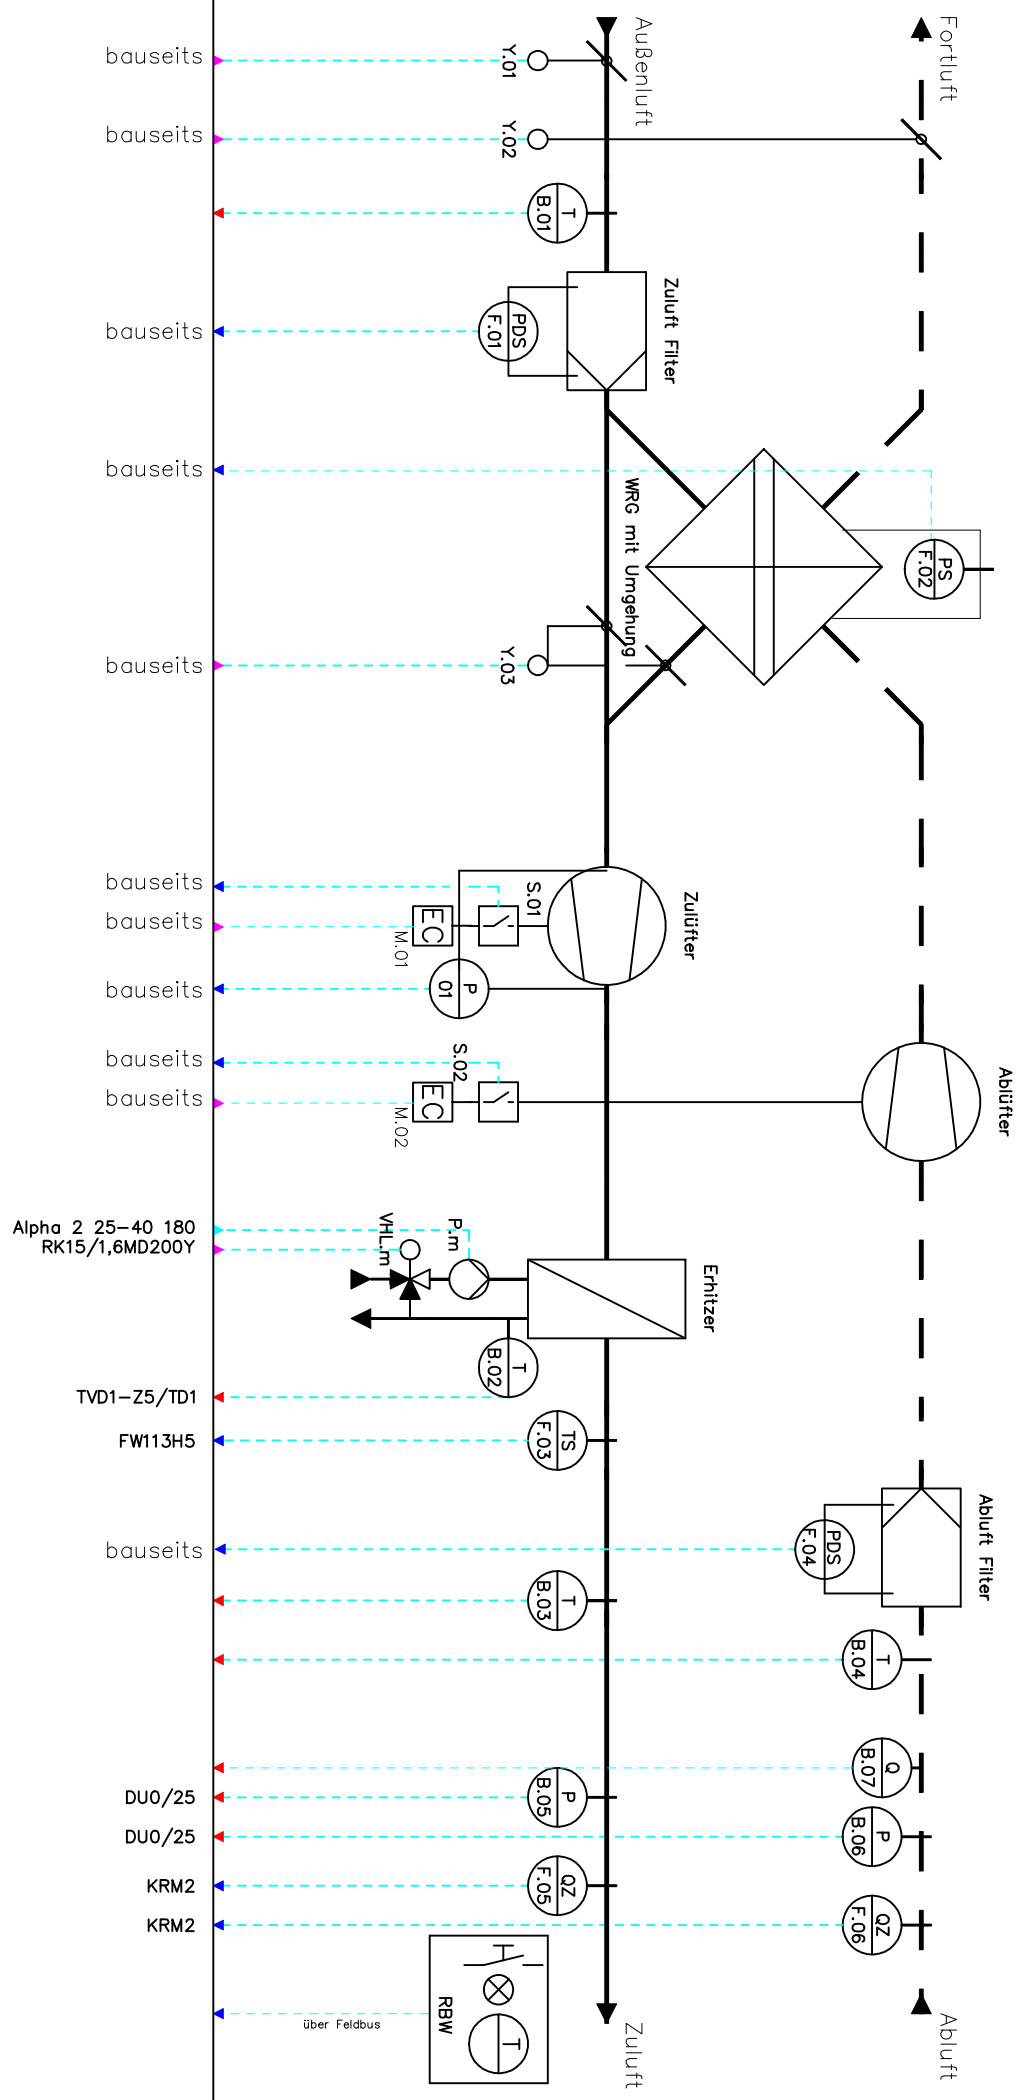 Fortluft
Außenluft
bauseits
Y.01
bauseits
Y.02
T
B.01
Zuluft Filter
bauseits
PDS
F.01
bauseits
PS
F.02
WRG mit Umgehung
bauseits
Y.03
Zulüfter
bauseits
S.01
bauseits
EC
M.01
bauseits
P
01
Ablüfter
bauseits
S.02
bauseits
EC
M.02
Erhitzer
Alpha 2 25-40 180
P.m
RK15/1,6MD200Y
VHL.m
T
B.02
TVD1-Z5/TD1
FW113H5
TS
F.03
Abluft Filter
bauseits
PDS
F.04
T
B.03
T
B.04
Q
B.07
DU0/25
P
B.05
DU0/25
P
B.06
KRM2
QZ
F.05
KRM2
QZ
F.06
RBW
T
über Feldbus
Zuluft
Abluft